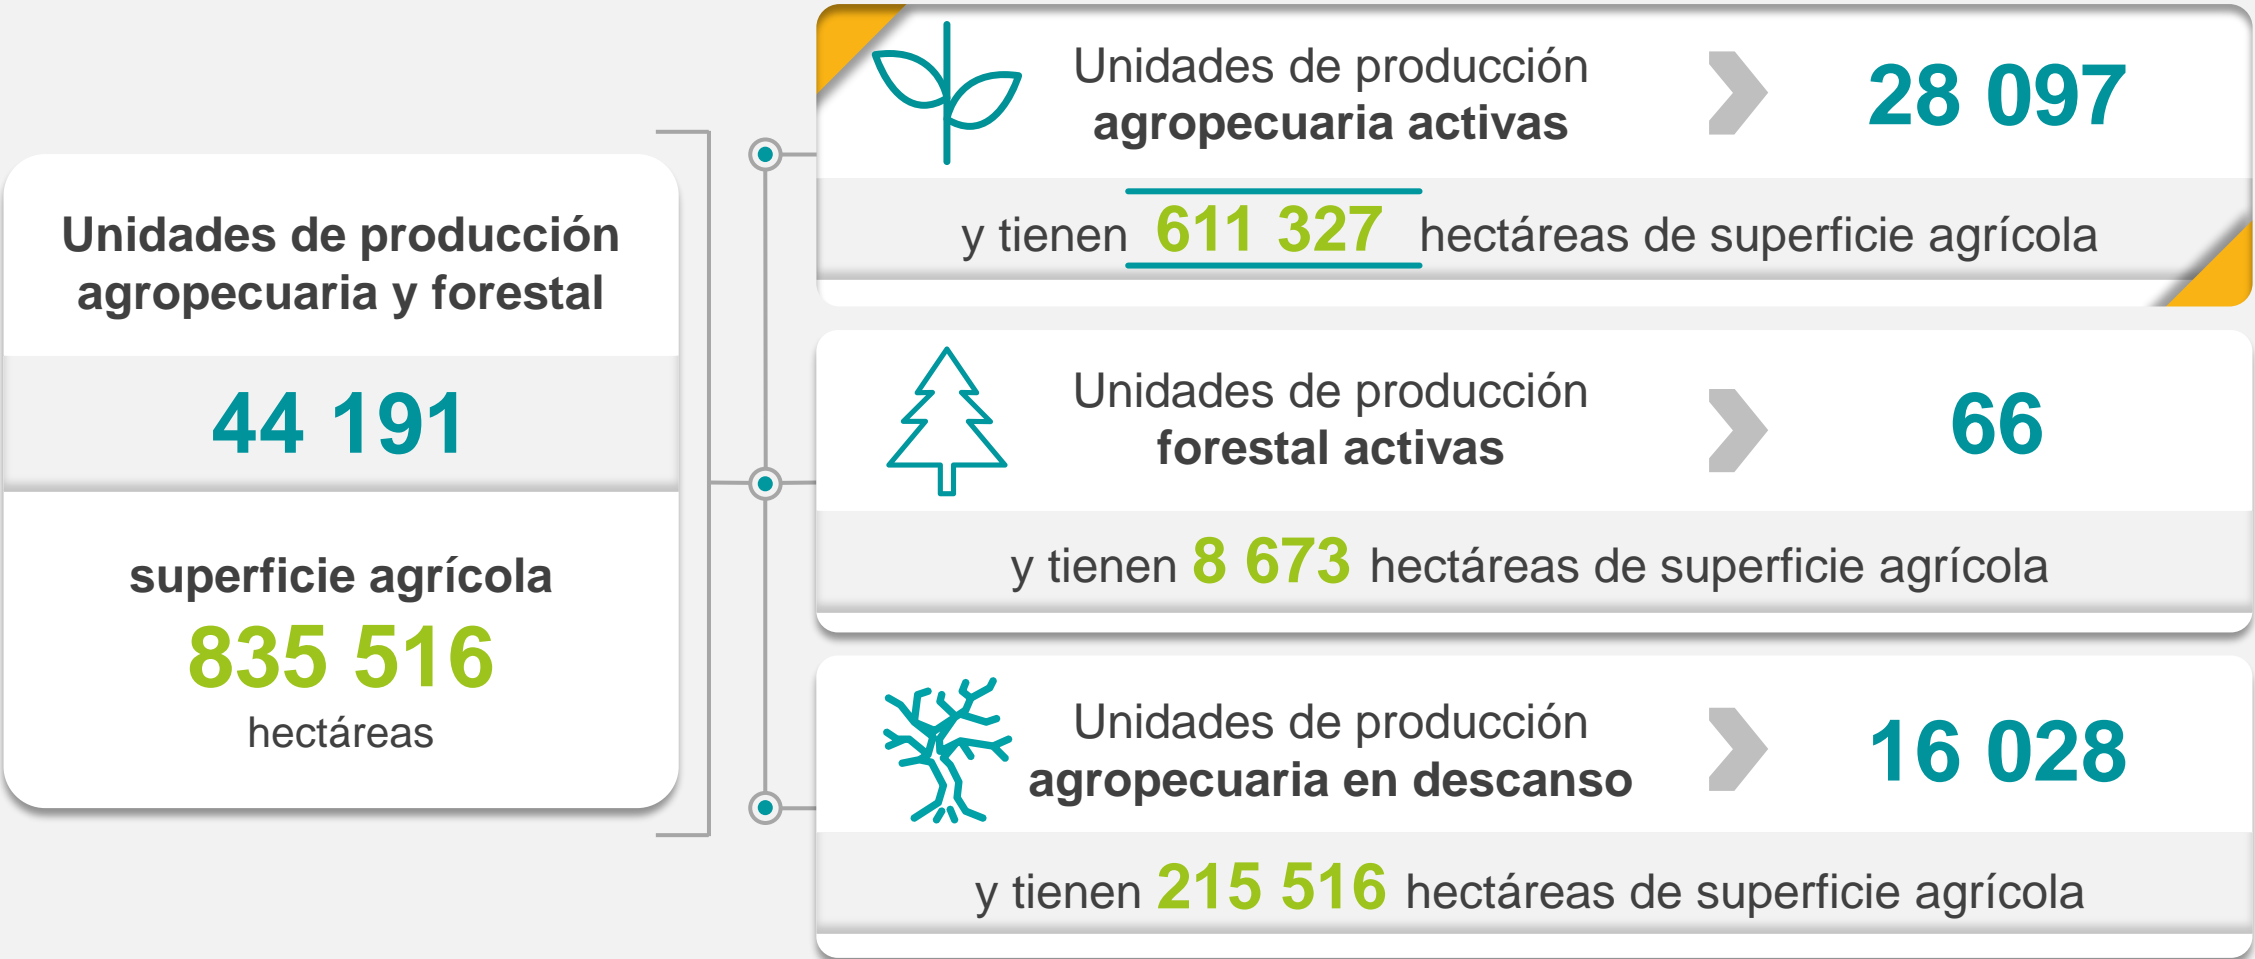 Unidades de producción
agropecuaria y forestal
44 191
superficie agrícola
835 516
hectáreas
Unidades de producción
agropecuaria activas
28 097
y tienen 611 327 hectáreas de superficie agrícola
Unidades de producción
forestal activas
66
y tienen 8 673 hectáreas de superficie agrícola
Unidades de producción
agropecuaria en descanso
16 028
y tienen 215 516 hectáreas de superficie agrícola